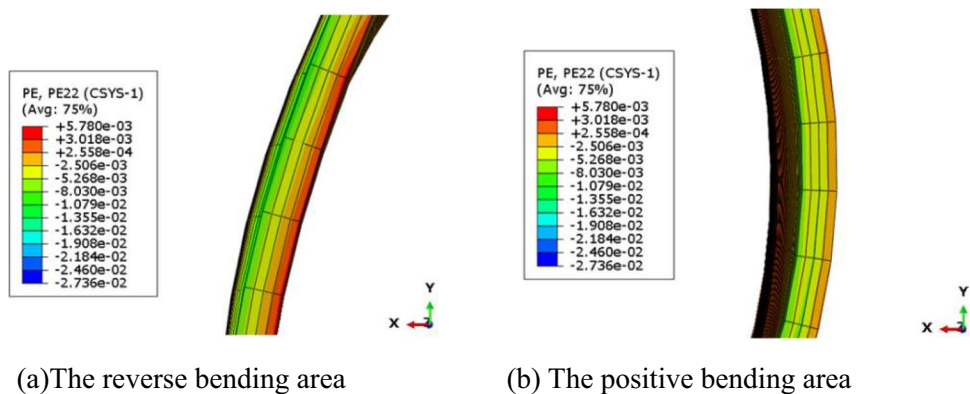 PE, PE22 (CSYS-1)
(Avg: 75%)
+5.780e-03
+3.018e-03
+2.558e-04
-2.506e-03
-5.268e-03
-8.030e-03
-1.079e-02
-1.355e-02
-1.632e-02
-1.908e-02
-2.184e-02
-2.460e-02
-2.736e-02
Y
X
Z
(a)The reverse bending area
PE, PE22 (CSYS-1)
(Avg: 75%)
+5.780e-03
+3.018e-03
+2.558e-04
-2.506e-03
-5.268e-03
-8.030e-03
-1.079e-02
-1.355e-02
-1.632e-02
-1.908e-02
-2.184e-02
-2.460e-02
-2.736e-02
Y
X
Z
(b) The positive bending area